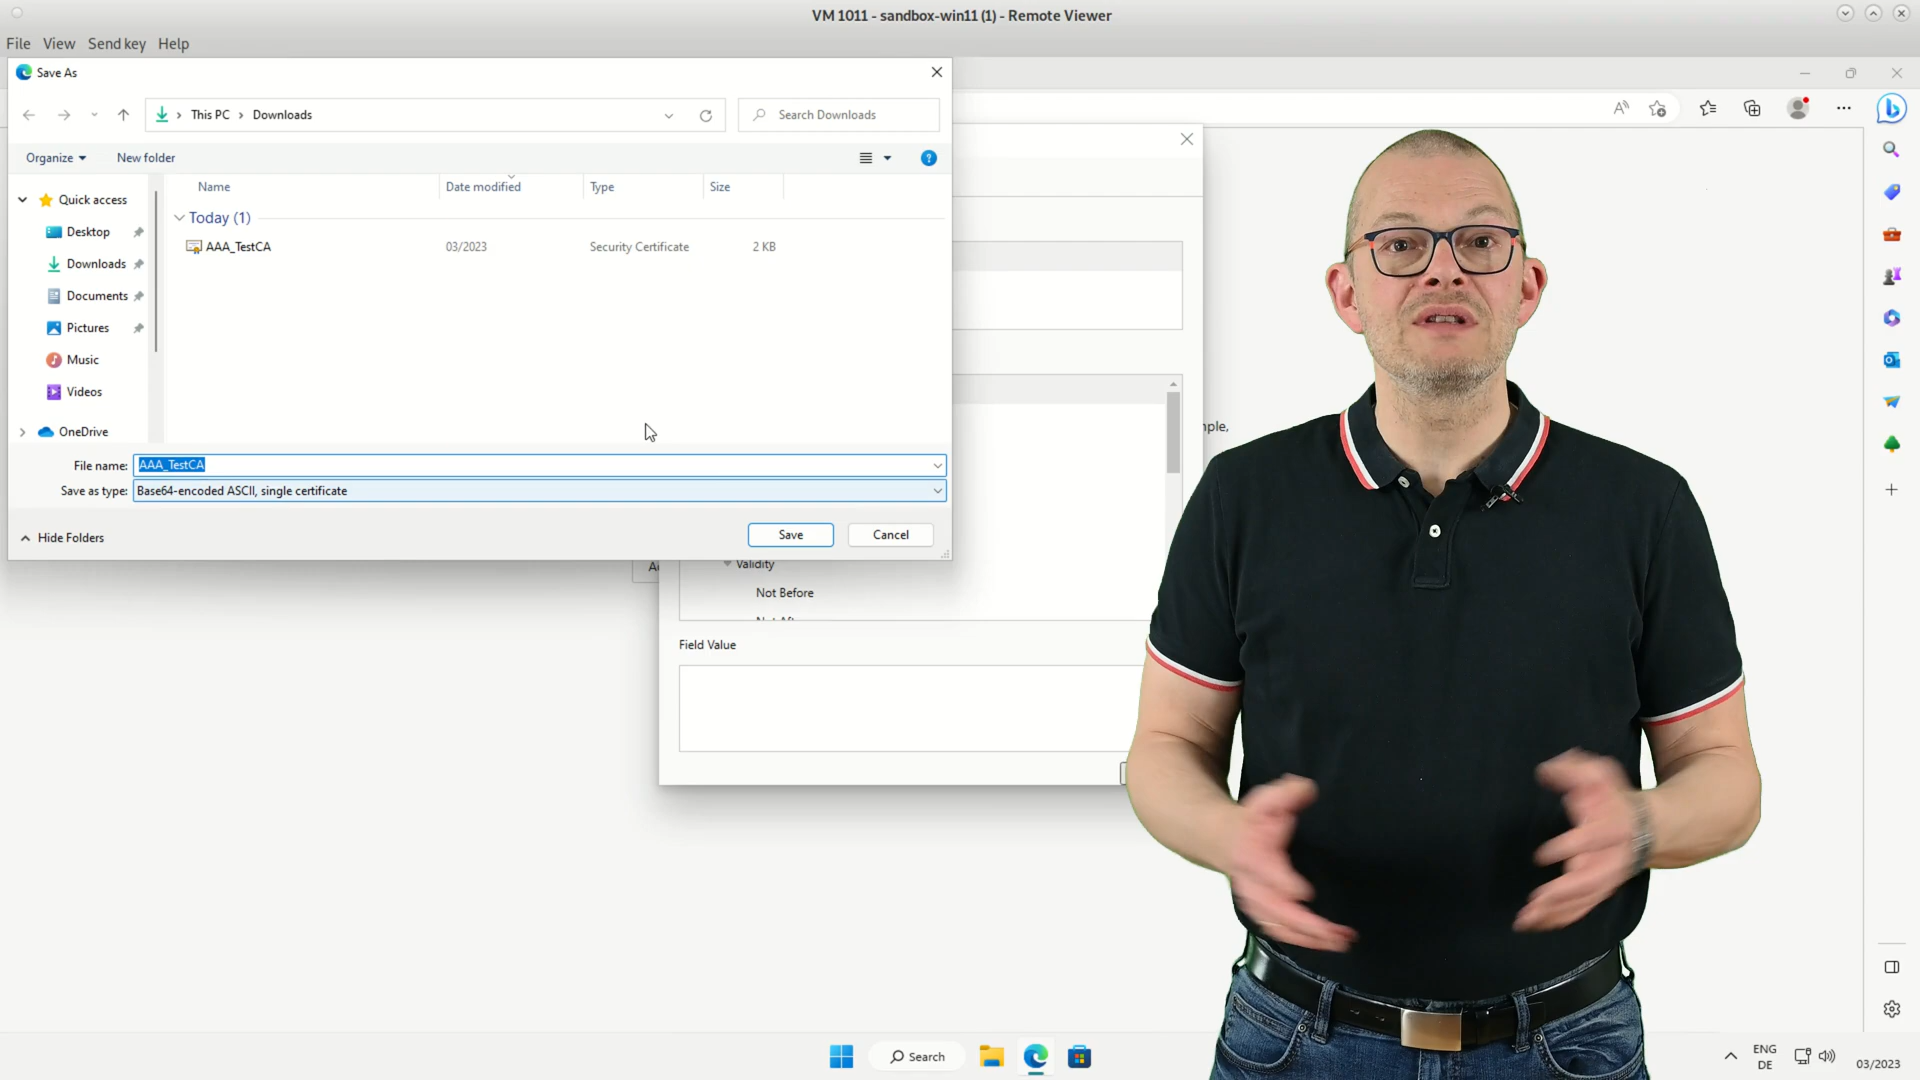 VM 1011 - sandbox-win11 (1) - Remote Viewer
File View Send key Help
Save As
This PC > Downloads
Search Downloads
Organize
New folder
Name Date modified Type Size
Quick access
Desktop
Downloads
Documents
Pictures
Music
Videos
OneDrive
Today (1)
AAA_TestCA 03/2023 Security Certificate 2 KB
File name: AAA_TestCA
Save as type: Base64-encoded ASCII, single certificate
Hide Folders
Save
Cancel
Validity
Not Before
Field Value
Search
ENG
DE
03/2023